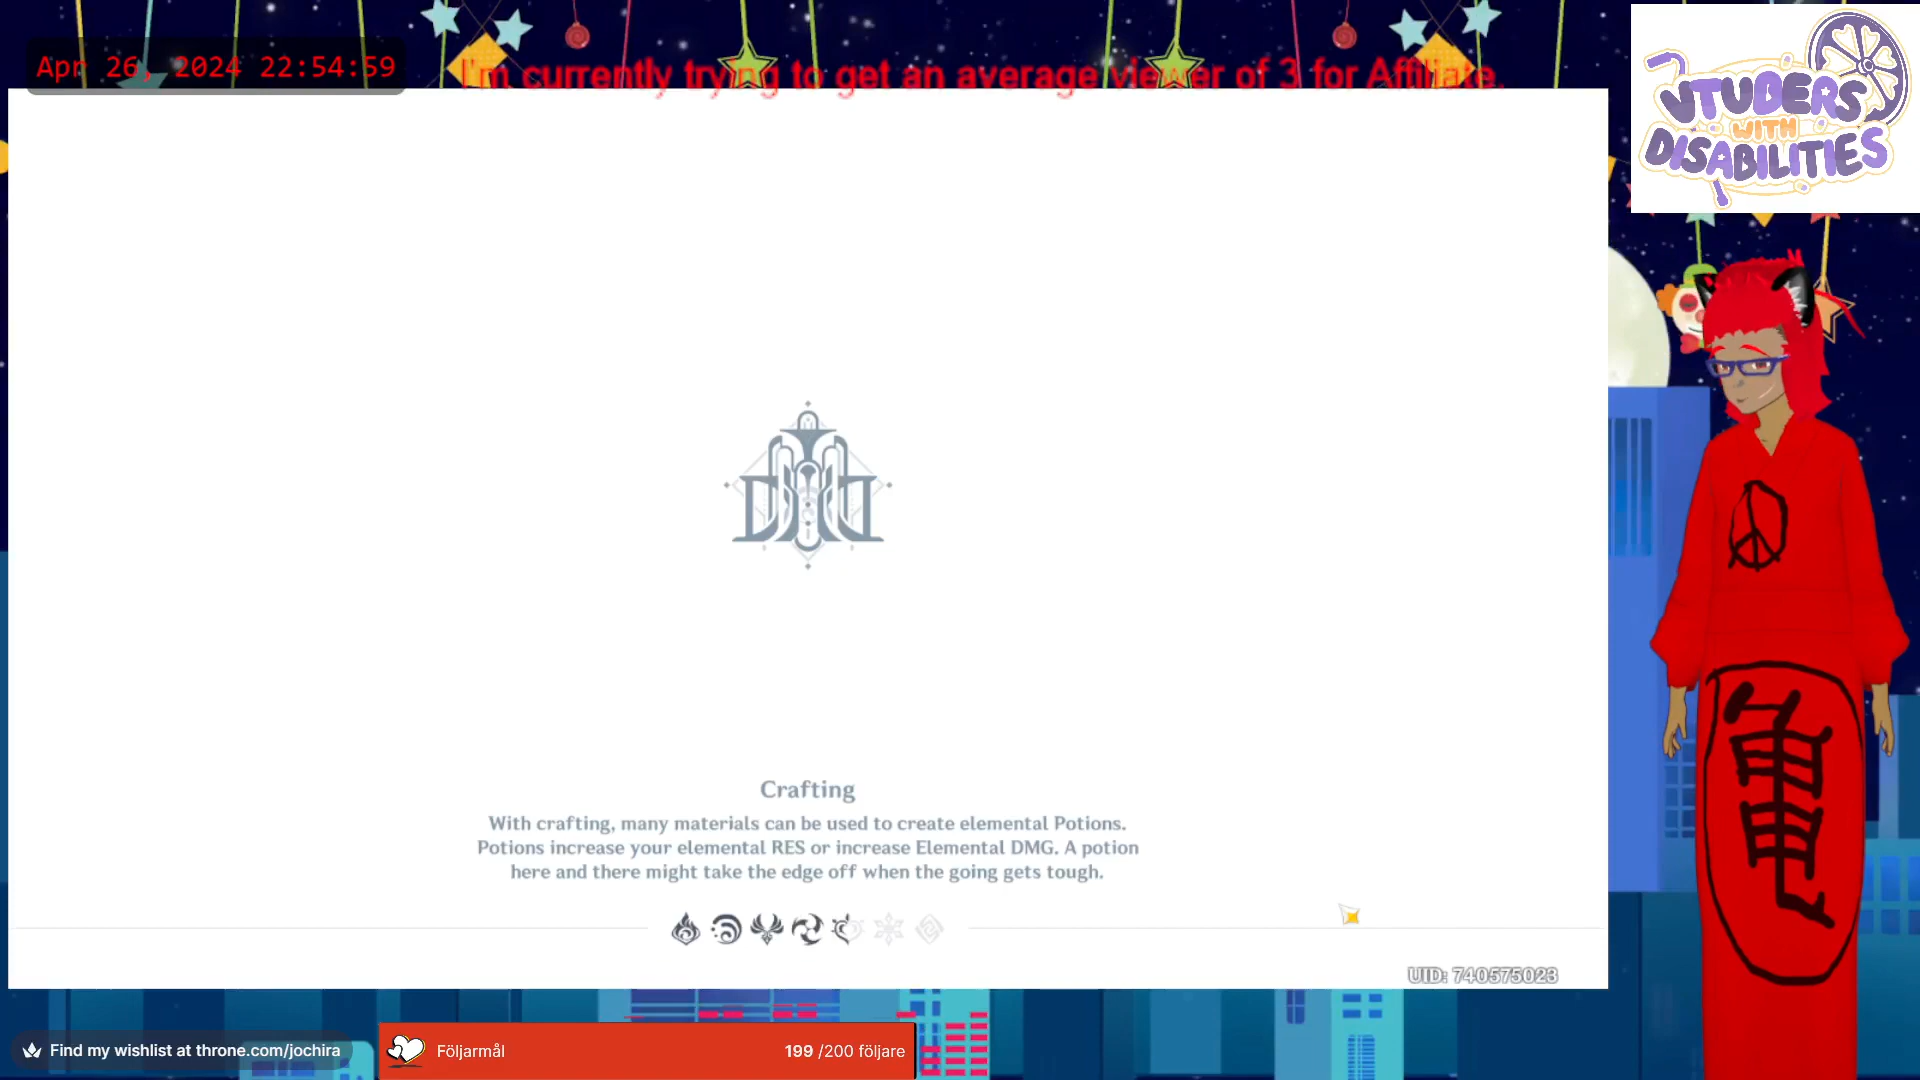 Apr 26, 2024 22:54:59
I'm currently trying to get an average viewer of 3 for Affiliate.
VTUBERS
WITH
DISABILITIES
Crafting
With crafting, many materials can be used to create elemental Potions.
Potions increase your elemental RES or increase Elemental DMG. A potion
here and there might take the edge off when the going gets tough.
UID: 740575023
Find my wishlist at throne.com/jochira
Följarmål
199 /200 följare
亀